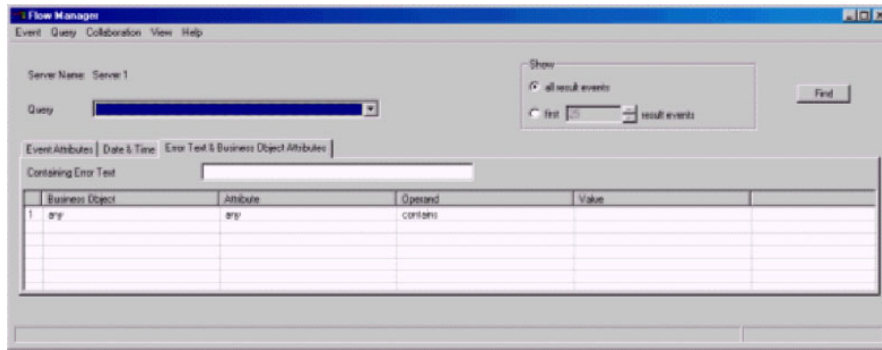 Flow Manager
Event Query Collaboration View Help
Server Name: Server1
Show
all result events
Query
first 25 result events
Find
Event Attributes Date & Time Error Text & Business Object Attributes
Containing Error Text
Business Object Attribute Operand Value
1 any any contains